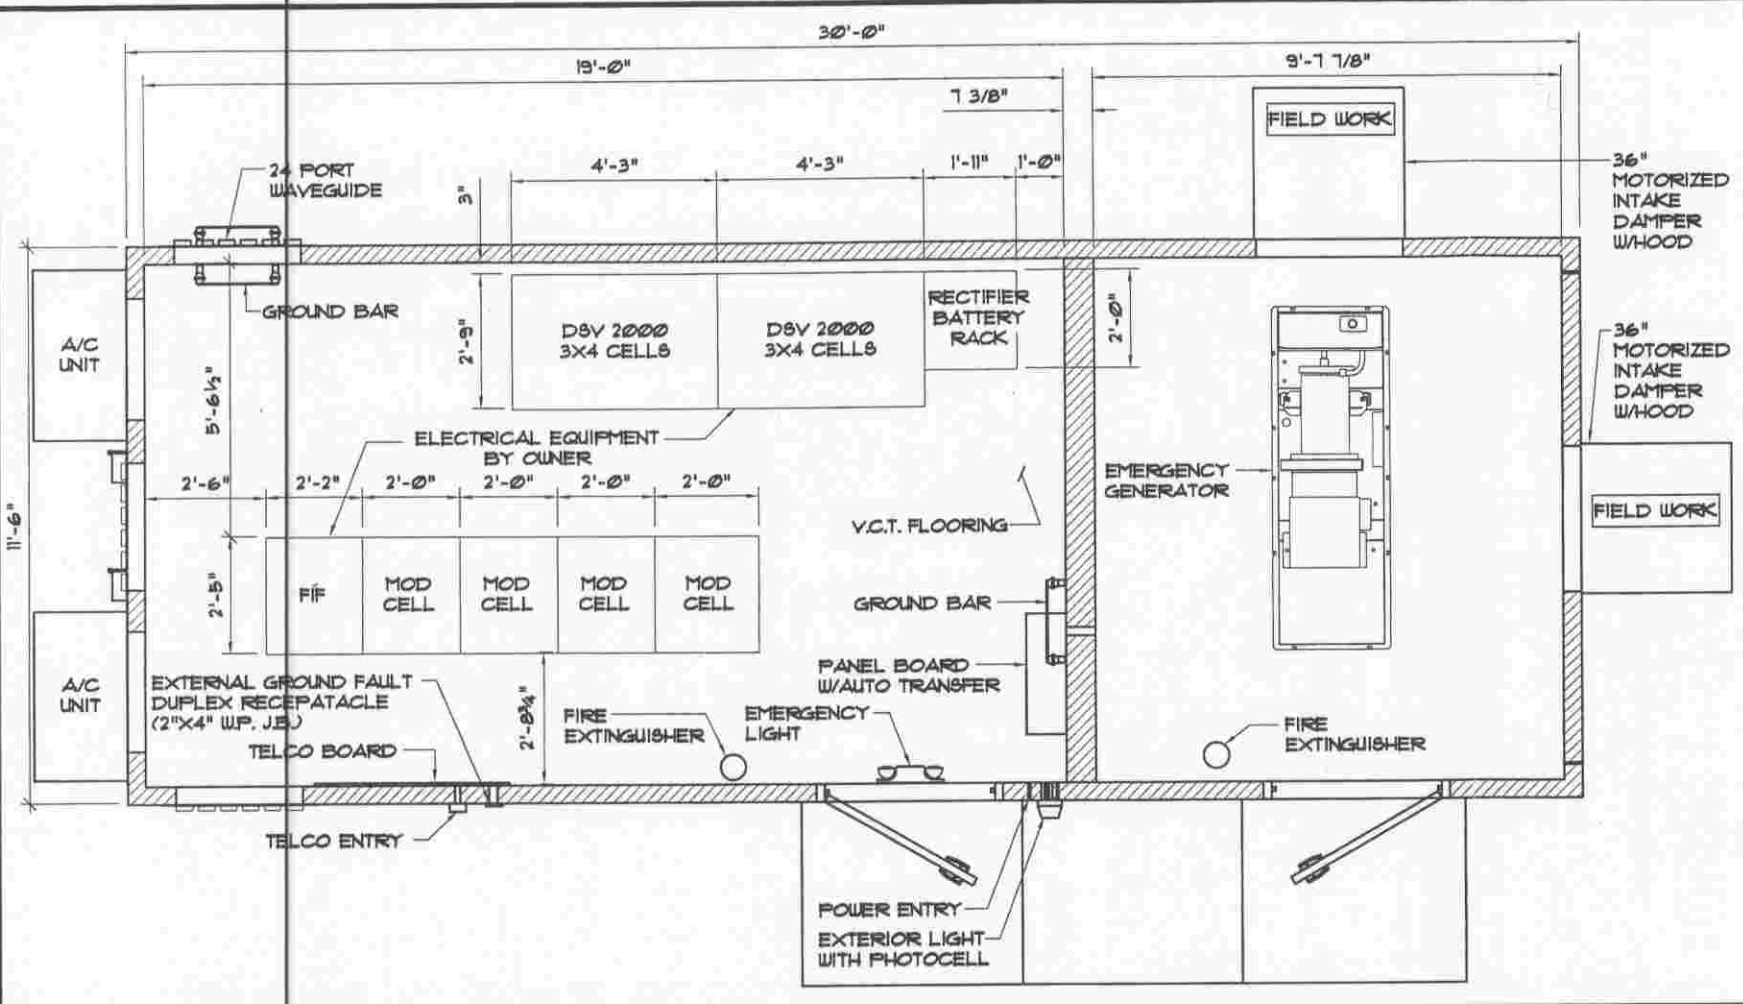 30'-0"
19'-0"
9'-7 7/8"
7 3/8"
FIELD WORK
24 PORT
WAVEGUIDE
3"
4'-3"
4'-3"
1'-11"
1'-0"
36"
MOTORIZED
INTAKE
DAMPER
W/HOOD
GROUND BAR
A/C
UNIT
5'-6½"
2'-9"
DSV 2000
3X4 CELLS
DSV 2000
3X4 CELLS
RECTIFIER
BATTERY
RACK
2'-0"
36"
MOTORIZED
INTAKE
DAMPER
W/HOOD
ELECTRICAL EQUIPMENT
BY OWNER
EMERGENCY
GENERATOR
2'-6"
2'-2"
2'-0"
2'-0"
2'-0"
2'-0"
V.C.T. FLOORING
FIELD WORK
11'-6"
2'-5"
FIF
MOD
CELL
MOD
CELL
MOD
CELL
MOD
CELL
GROUND BAR
A/C
UNIT
EXTERNAL GROUND FAULT
DUPLEX RECEPATACLE
(2"X4" W.P. J.B.)
2'-8¾"
PANEL BOARD
W/AUTO TRANSFER
FIRE
EXTINGUISHER
EMERGENCY
LIGHT
FIRE
EXTINGUISHER
TELCO BOARD
TELCO ENTRY
POWER ENTRY
EXTERIOR LIGHT
WITH PHOTOCELL